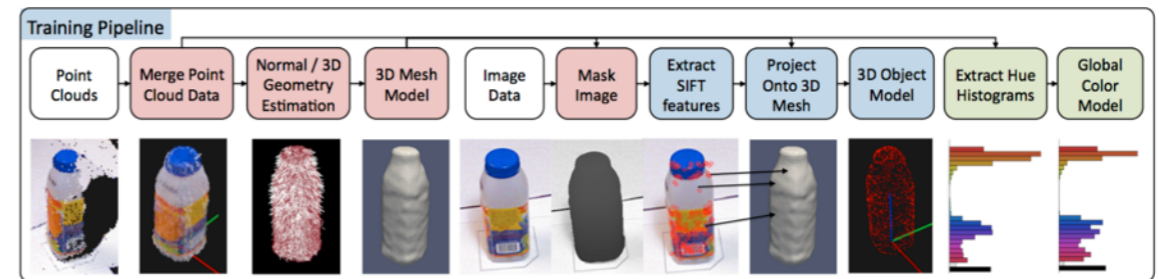 Training Pipeline
Point
Clouds
Merge Point
Cloud Data
Normal / 3D
Geometry
Estimation
3D Mesh
Model
Image
Data
Mask
Image
Extract
SIFT
features
Project
Onto 3D
Mesh
3D Object
Model
Extract Hue
Histograms
Global
Color
Model